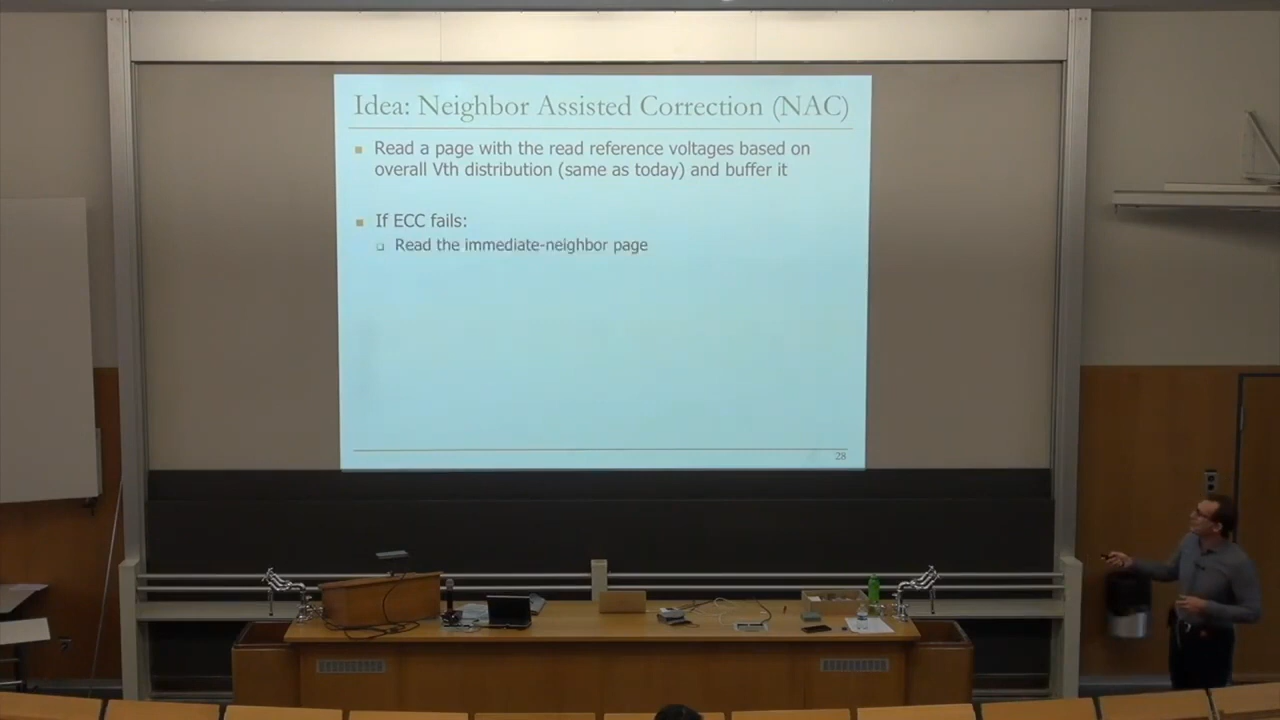 Idea: Neighbor Assisted Correction (NAC)
Read a page with the read reference voltages based on
overall Vth distribution (same as today) and buffer it
If ECC fails:
Read the immediate-neighbor page
28